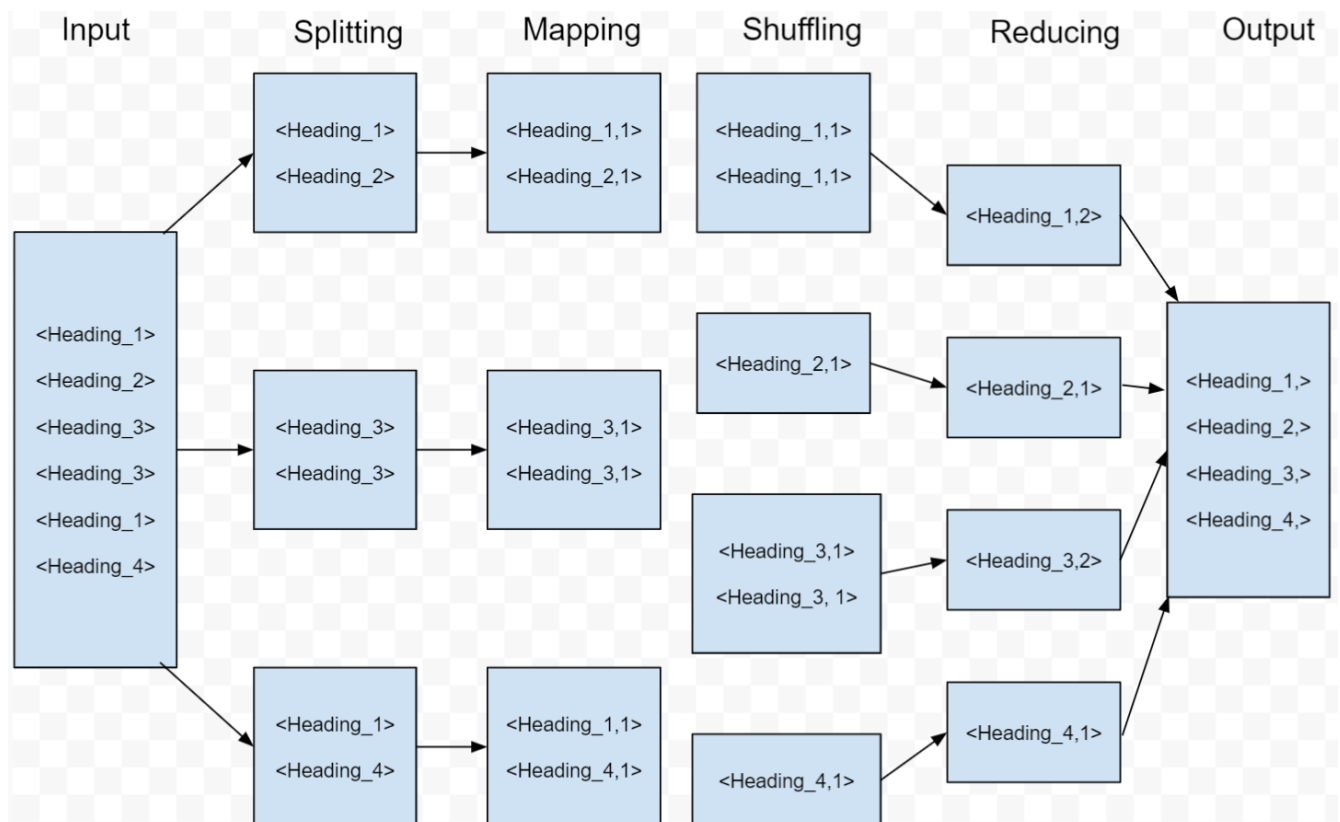 Input
Splitting
Mapping
Shuffling
Reducing
Output
<Heading_1>
<Heading_2>
<Heading_3>
<Heading_3>
<Heading_1>
<Heading_4>
<Heading_1>
<Heading_2>
<Heading_3>
<Heading_3>
<Heading_1>
<Heading_4>
<Heading_1,1>
<Heading_2,1>
<Heading_3,1>
<Heading_3,1>
<Heading_1,1>
<Heading_4,1>
<Heading_1,1>
<Heading_1,1>
<Heading_2,1>
<Heading_3,1>
<Heading_3, 1>
<Heading_4,1>
<Heading_1,2>
<Heading_2,1>
<Heading_3,2>
<Heading_4,1>
<Heading_1,>
<Heading_2,>
<Heading_3,>
<Heading_4,>